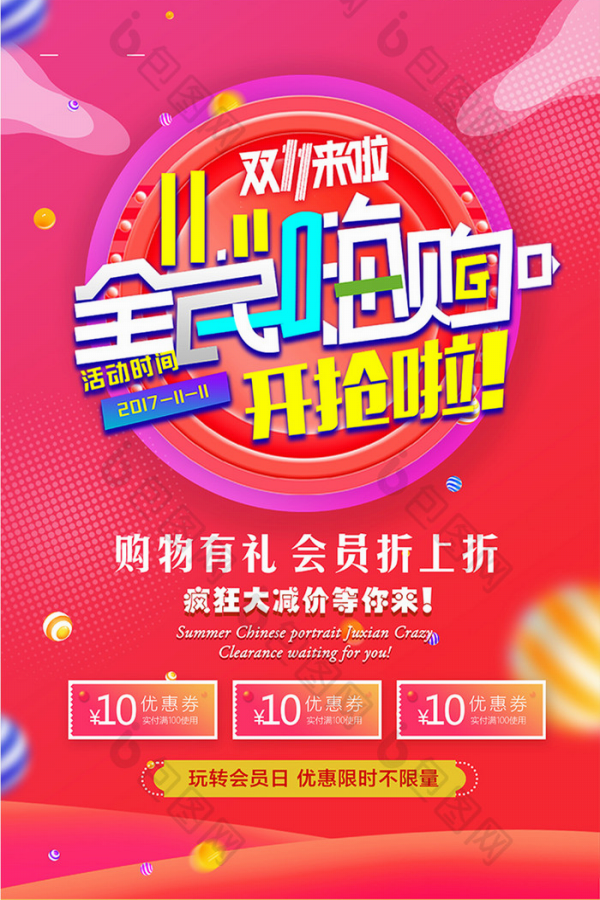 双11来啦
11.11
全民嗨购
G
活动时间
2017-11-11
开抢啦!
购物有礼 会员折上折
疯狂大减价等你来!
Summer Chinese portrait Juxian Crazy
Clearance waiting for you!
¥10 优惠券
实付满100使用
¥10 优惠券
实付满100使用
¥10 优惠券
实付满100使用
玩转会员日 优惠限时不限量
包图网